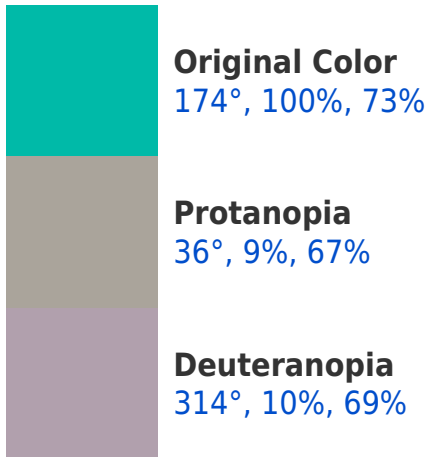 Original Color
174°, 100%, 73%
Protanopia
36°, 9%, 67%
Deuteranopia
314°, 10%, 69%